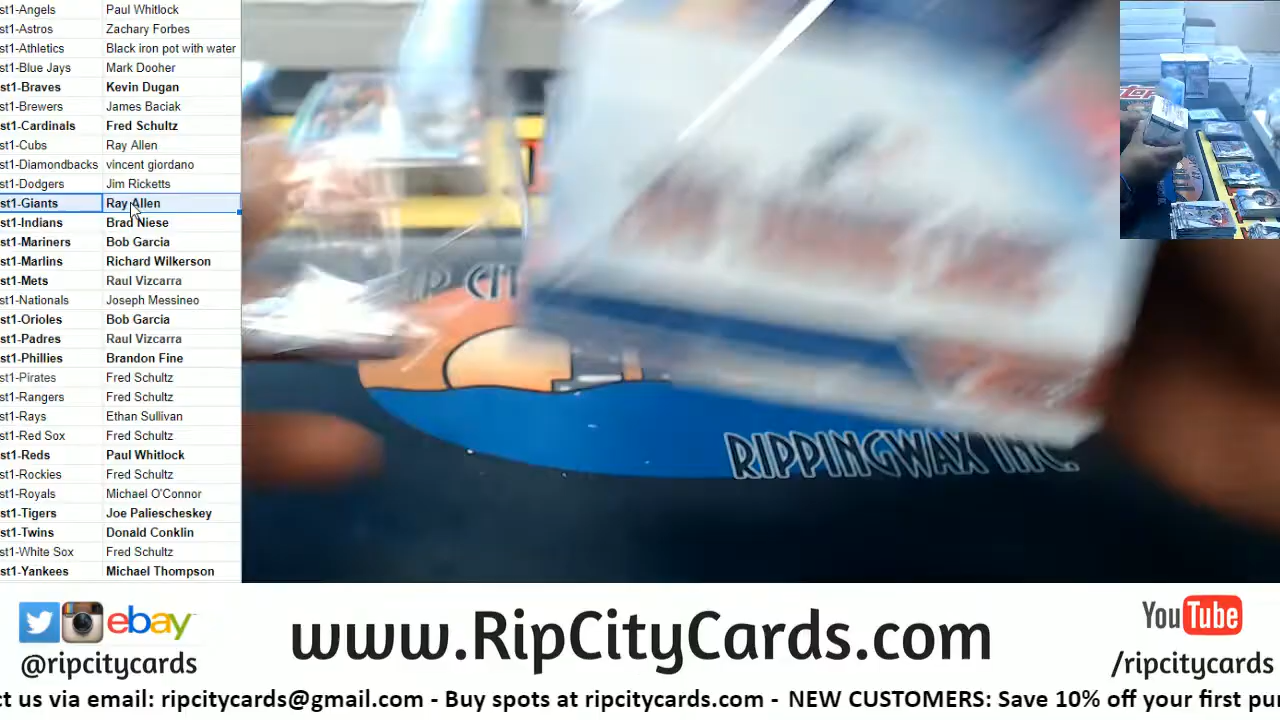 st1-Angels Paul Whitlock
st1-Astros Zachary Forbes
st1-Athletics Black iron pot with water
st1-Blue Jays Mark Dooher
st1-Braves Kevin Dugan
st1-Brewers James Baciak
st1-Cardinals Fred Schultz
st1-Cubs Ray Allen
st1-Diamondbacks vincent giordano
st1-Dodgers Jim Ricketts
st1-Giants Ray Allen
st1-Indians Brad Niese
st1-Mariners Bob Garcia
st1-Marlins Richard Wilkerson
st1-Mets Raul Vizcarra
st1-Nationals Joseph Messineo
st1-Orioles Bob Garcia
st1-Padres Raul Vizcarra
st1-Phillies Brandon Fine
st1-Pirates Fred Schultz
st1-Rangers Fred Schultz
st1-Rays Ethan Sullivan
st1-Red Sox Fred Schultz
st1-Reds Paul Whitlock
st1-Rockies Fred Schultz
st1-Royals Michael O'Connor
st1-Tigers Joe Paliescheskey
st1-Twins Donald Conklin
st1-White Sox Fred Schultz
st1-Yankees Michael Thompson
IP CIT
RIPPINGWAX INC.
ebay
@ripcitycards
www.RipCityCards.com
YouTube
/ripcitycards
ct us via email: ripcitycards@gmail.com - Buy spots at ripcitycards.com - NEW CUSTOMERS: Save 10% off your first pu